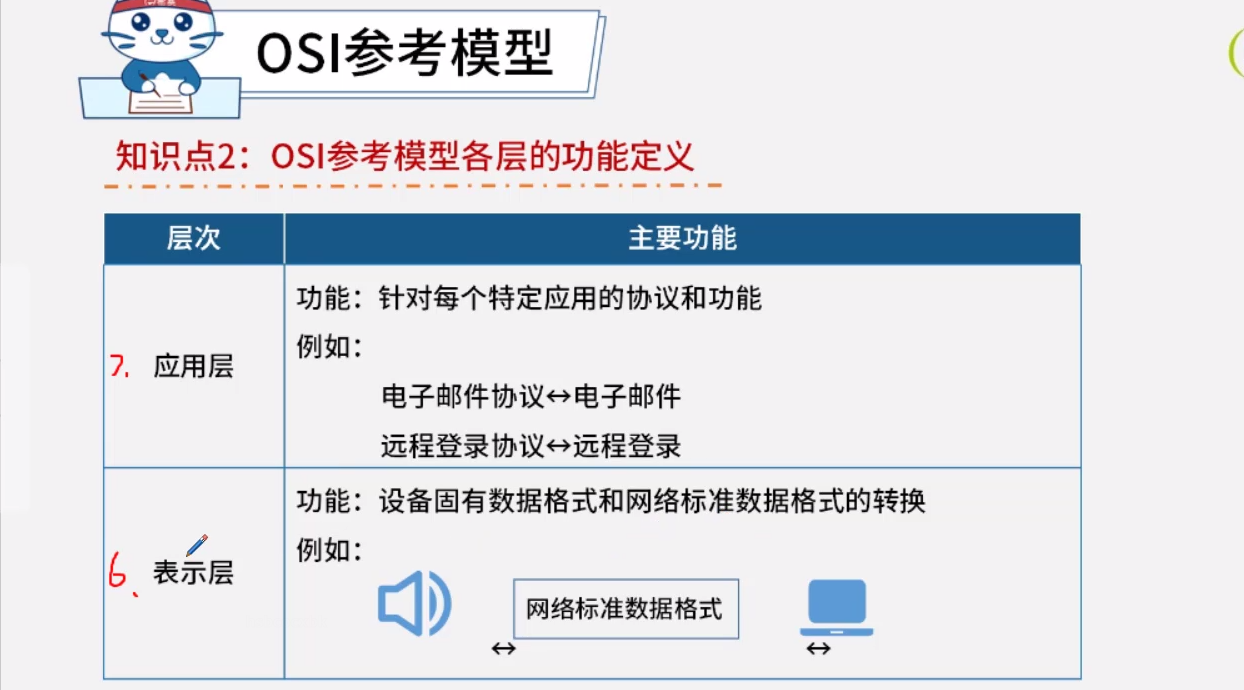 OSI参考模型
知识点2：OSI参考模型各层的功能定义
层次 主要功能
功能：针对每个特定应用的协议和功能
例如：
7. 应用层
电子邮件协议↔电子邮件
远程登录协议↔远程登录
功能：设备固有数据格式和网络标准数据格式的转换
例如：
6、 表示层
网络标准数据格式
↔ ↔